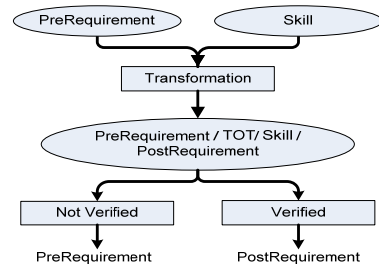 PreRequirement
Skill
Transformation
PreRequirement / TOT/ Skill /
PostRequirement
Not Verified
Verified
PreRequirement
PostRequirement